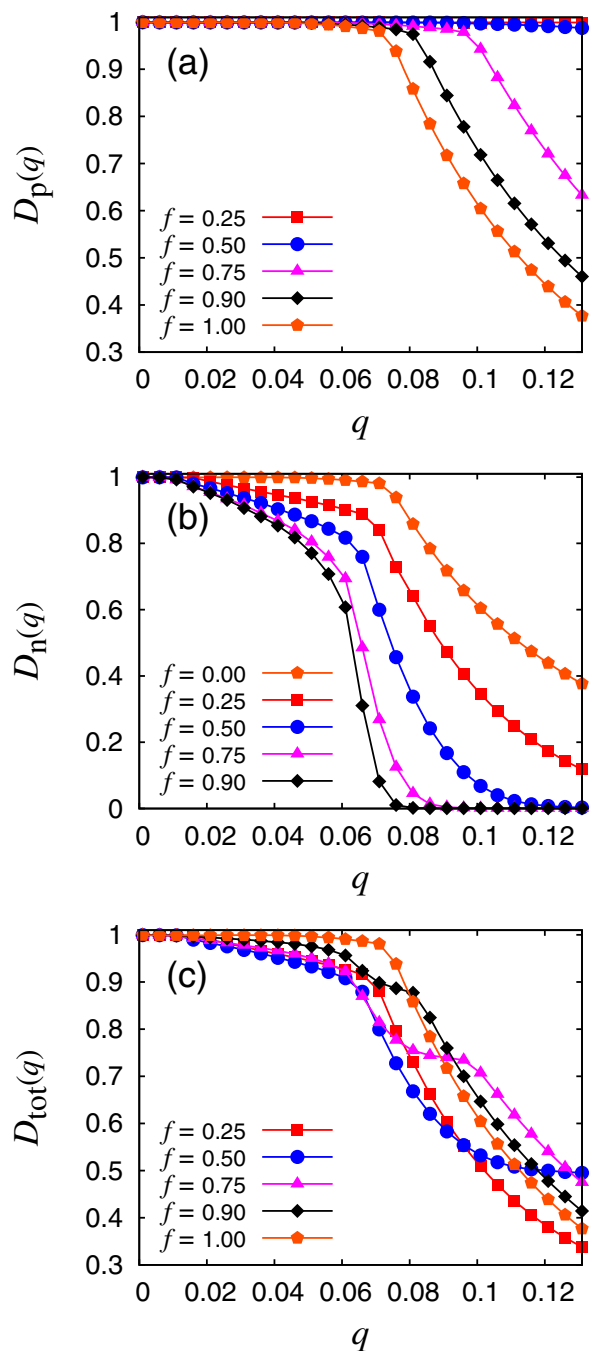 (a)
D_p(q)
1
0.9
0.8
0.7
0.6
0.5
0.4
0.3
f = 0.25
f = 0.50
f = 0.75
f = 0.90
f = 1.00
0 0.02 0.04 0.06 0.08 0.1 0.12
q
(b)
D_n(q)
1
0.8
0.6
0.4
0.2
0
f = 0.00
f = 0.25
f = 0.50
f = 0.75
f = 0.90
0 0.02 0.04 0.06 0.08 0.1 0.12
q
(c)
D_tot(q)
1
0.9
0.8
0.7
0.6
0.5
0.4
0.3
f = 0.25
f = 0.50
f = 0.75
f = 0.90
f = 1.00
0 0.02 0.04 0.06 0.08 0.1 0.12
q